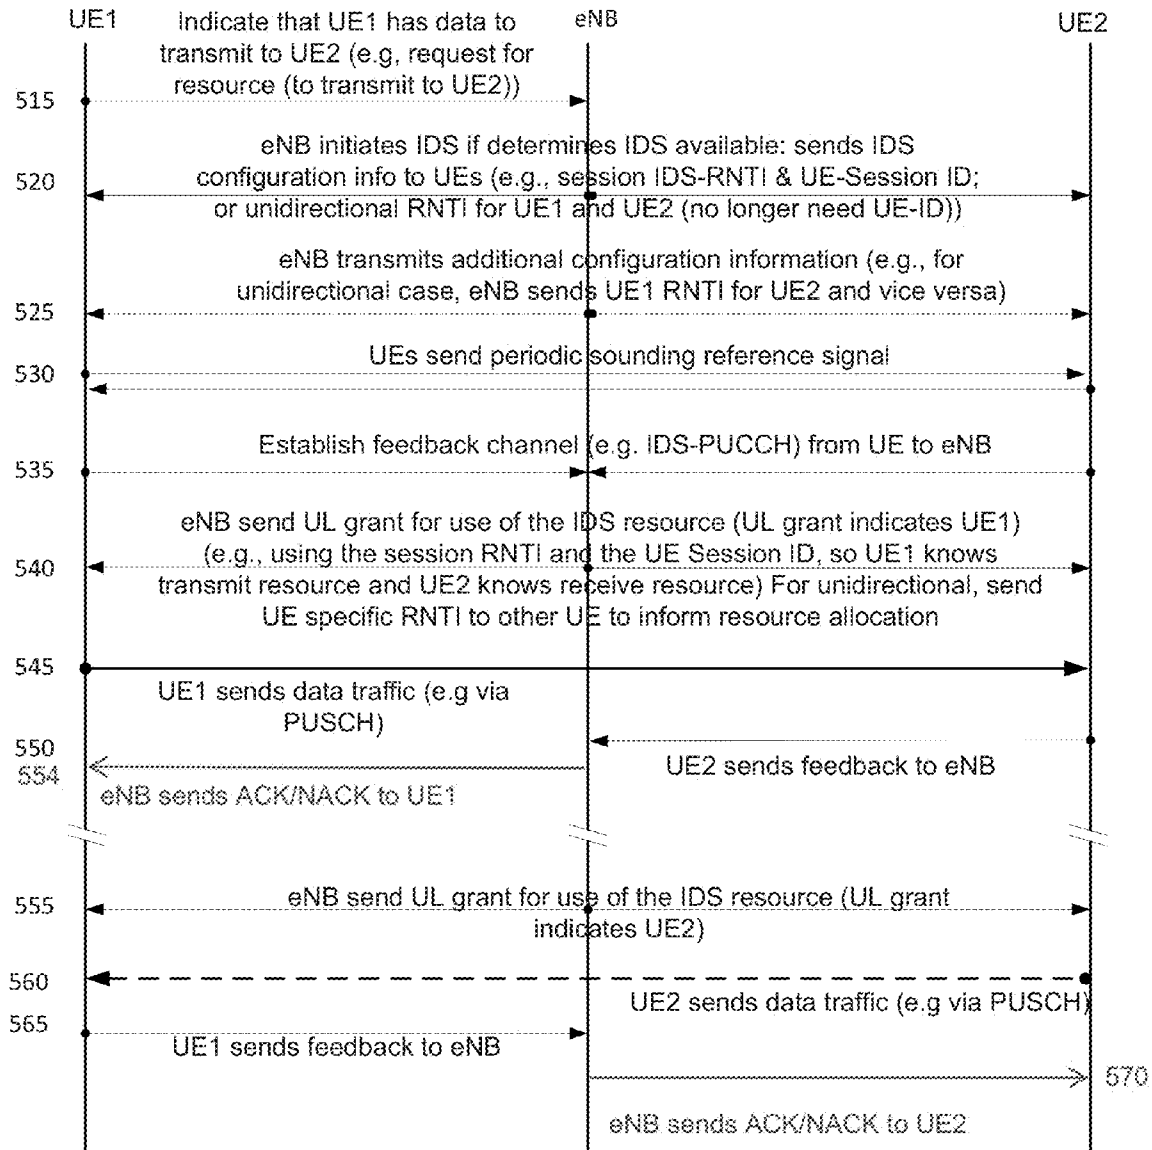 UE1
eNB
UE2
Indicate that UE1 has data to
transmit to UE2 (e.g, request for
resource (to transmit to UE2))
515
eNB initiates IDS if determines IDS available: sends IDS
configuration info to UEs (e.g., session IDS-RNTI & UE-Session ID;
or unidirectional RNTI for UE1 and UE2 (no longer need UE-ID))
520
eNB transmits additional configuration information (e.g., for
unidirectional case, eNB sends UE1 RNTI for UE2 and vice versa)
525
UEs send periodic sounding reference signal
530
Establish feedback channel (e.g. IDS-PUCCH) from UE to eNB
535
eNB send UL grant for use of the IDS resource (UL grant indicates UE1)
(e.g., using the session RNTI and the UE Session ID, so UE1 knows
transmit resource and UE2 knows receive resource) For unidirectional, send
UE specific RNTI to other UE to inform resource allocation
540
545
UE1 sends data traffic (e.g via
PUSCH)
550
UE2 sends feedback to eNB
554
eNB sends ACK/NACK to UE1
eNB send UL grant for use of the IDS resource (UL grant
indicates UE2)
555
560
UE2 sends data traffic (e.g via PUSCH)
565
UE1 sends feedback to eNB
570
eNB sends ACK/NACK to UE2